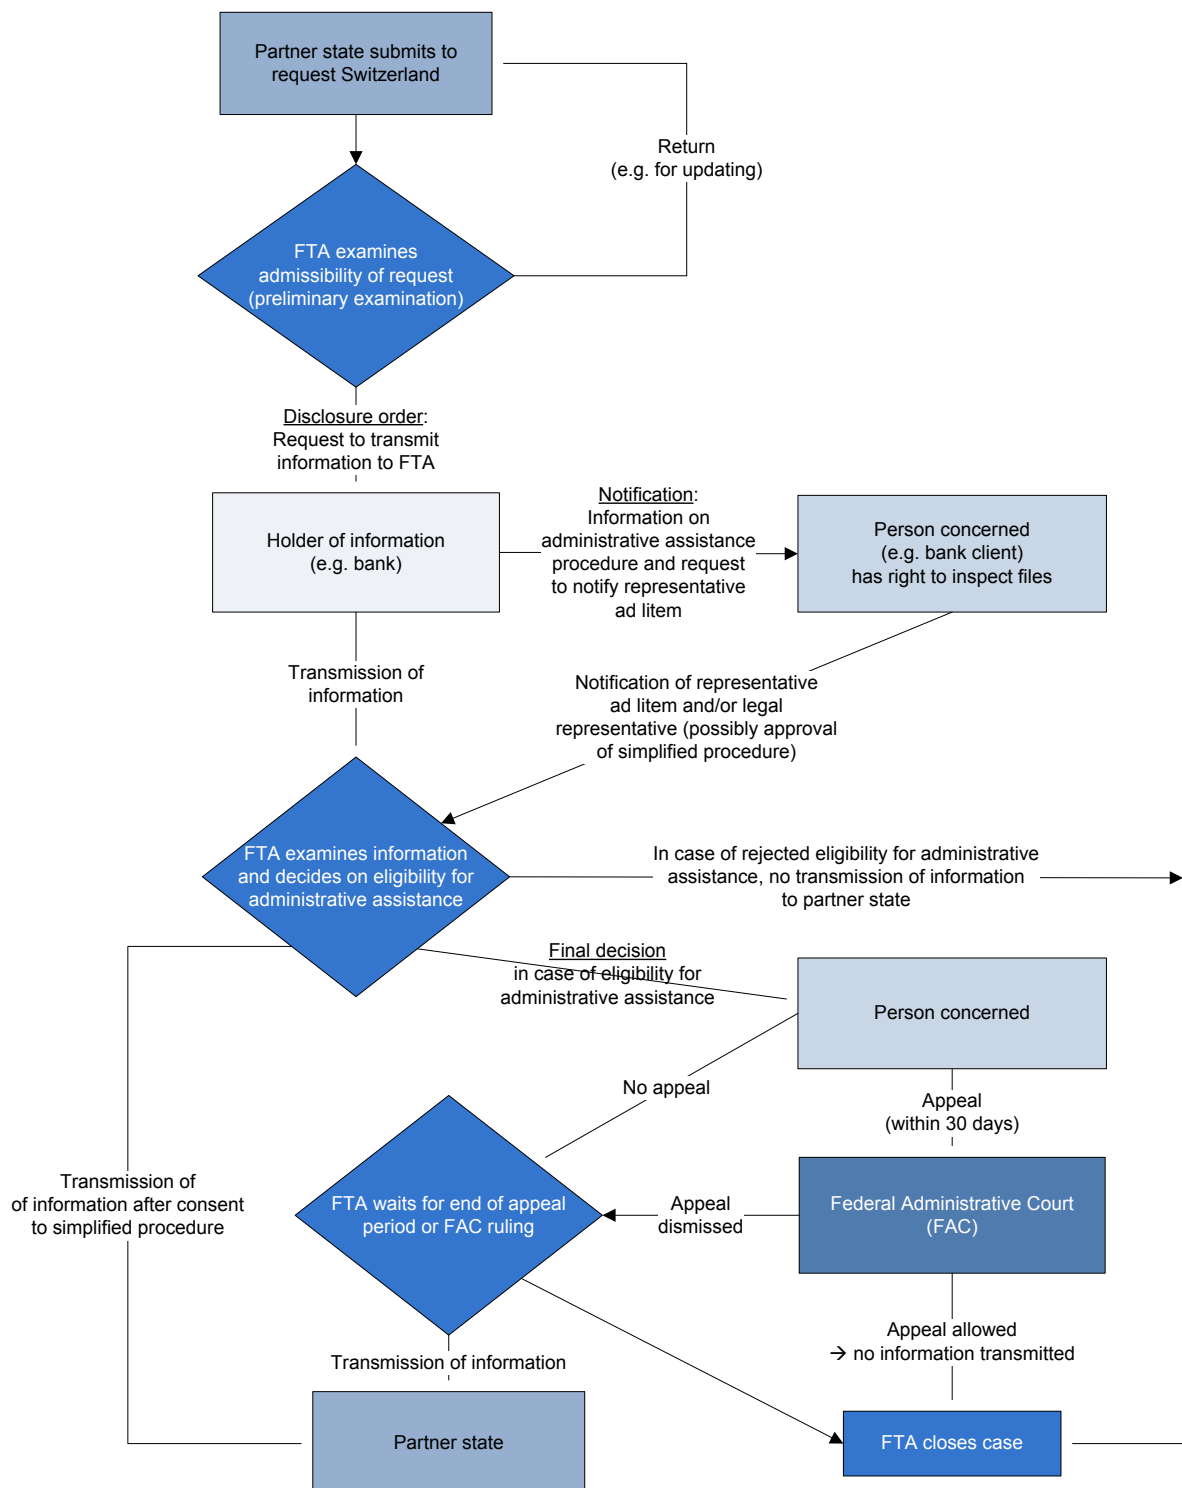 Partner state submits to
request Switzerland
Return
(e.g. for updating)
FTA examines
admissibility of request
(preliminary examination)
Disclosure order:
Request to transmit
information to FTA
Holder of information
(e.g. bank)
Notification:
Information on
administrative assistance
procedure and request
to notify representative
ad litem
Person concerned
(e.g. bank client)
has right to inspect files
Transmission of
information
Notification of representative
ad litem and/or legal
representative (possibly approval
of simplified procedure)
FTA examines information
and decides on eligibility for
administrative assistance
In case of rejected eligibility for administrative
assistance, no transmission of information
to partner state
Final decision
in case of eligibility for
administrative assistance
Person concerned
No appeal
Appeal
(within 30 days)
Transmission of
of information after consent
to simplified procedure
FTA waits for end of appeal
period or FAC ruling
Appeal
dismissed
Federal Administrative Court
(FAC)
Appeal allowed
→ no information transmitted
Transmission of information
Partner state
FTA closes case